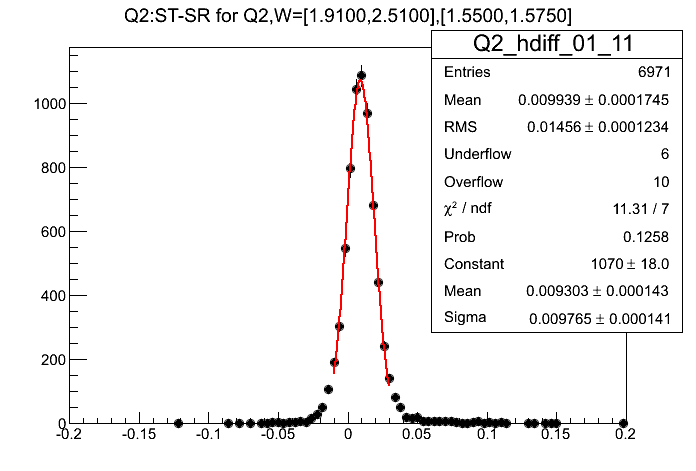 Q2:ST-SR for Q2,W=[1.9100,2.5100],[1.5500,1.5750]
Q2_hdiff_01_11
Entries 6971
Mean 0.009939 ± 0.0001745
RMS 0.01456 ± 0.0001234
Underflow 6
Overflow 10
χ² / ndf 11.31 / 7
Prob 0.1258
Constant 1070 ± 18.0
Mean 0.009303 ± 0.000143
Sigma 0.009765 ± 0.000141
1000
800
600
400
200
0
-0.2 -0.15 -0.1 -0.05 0 0.05 0.1 0.15 0.2